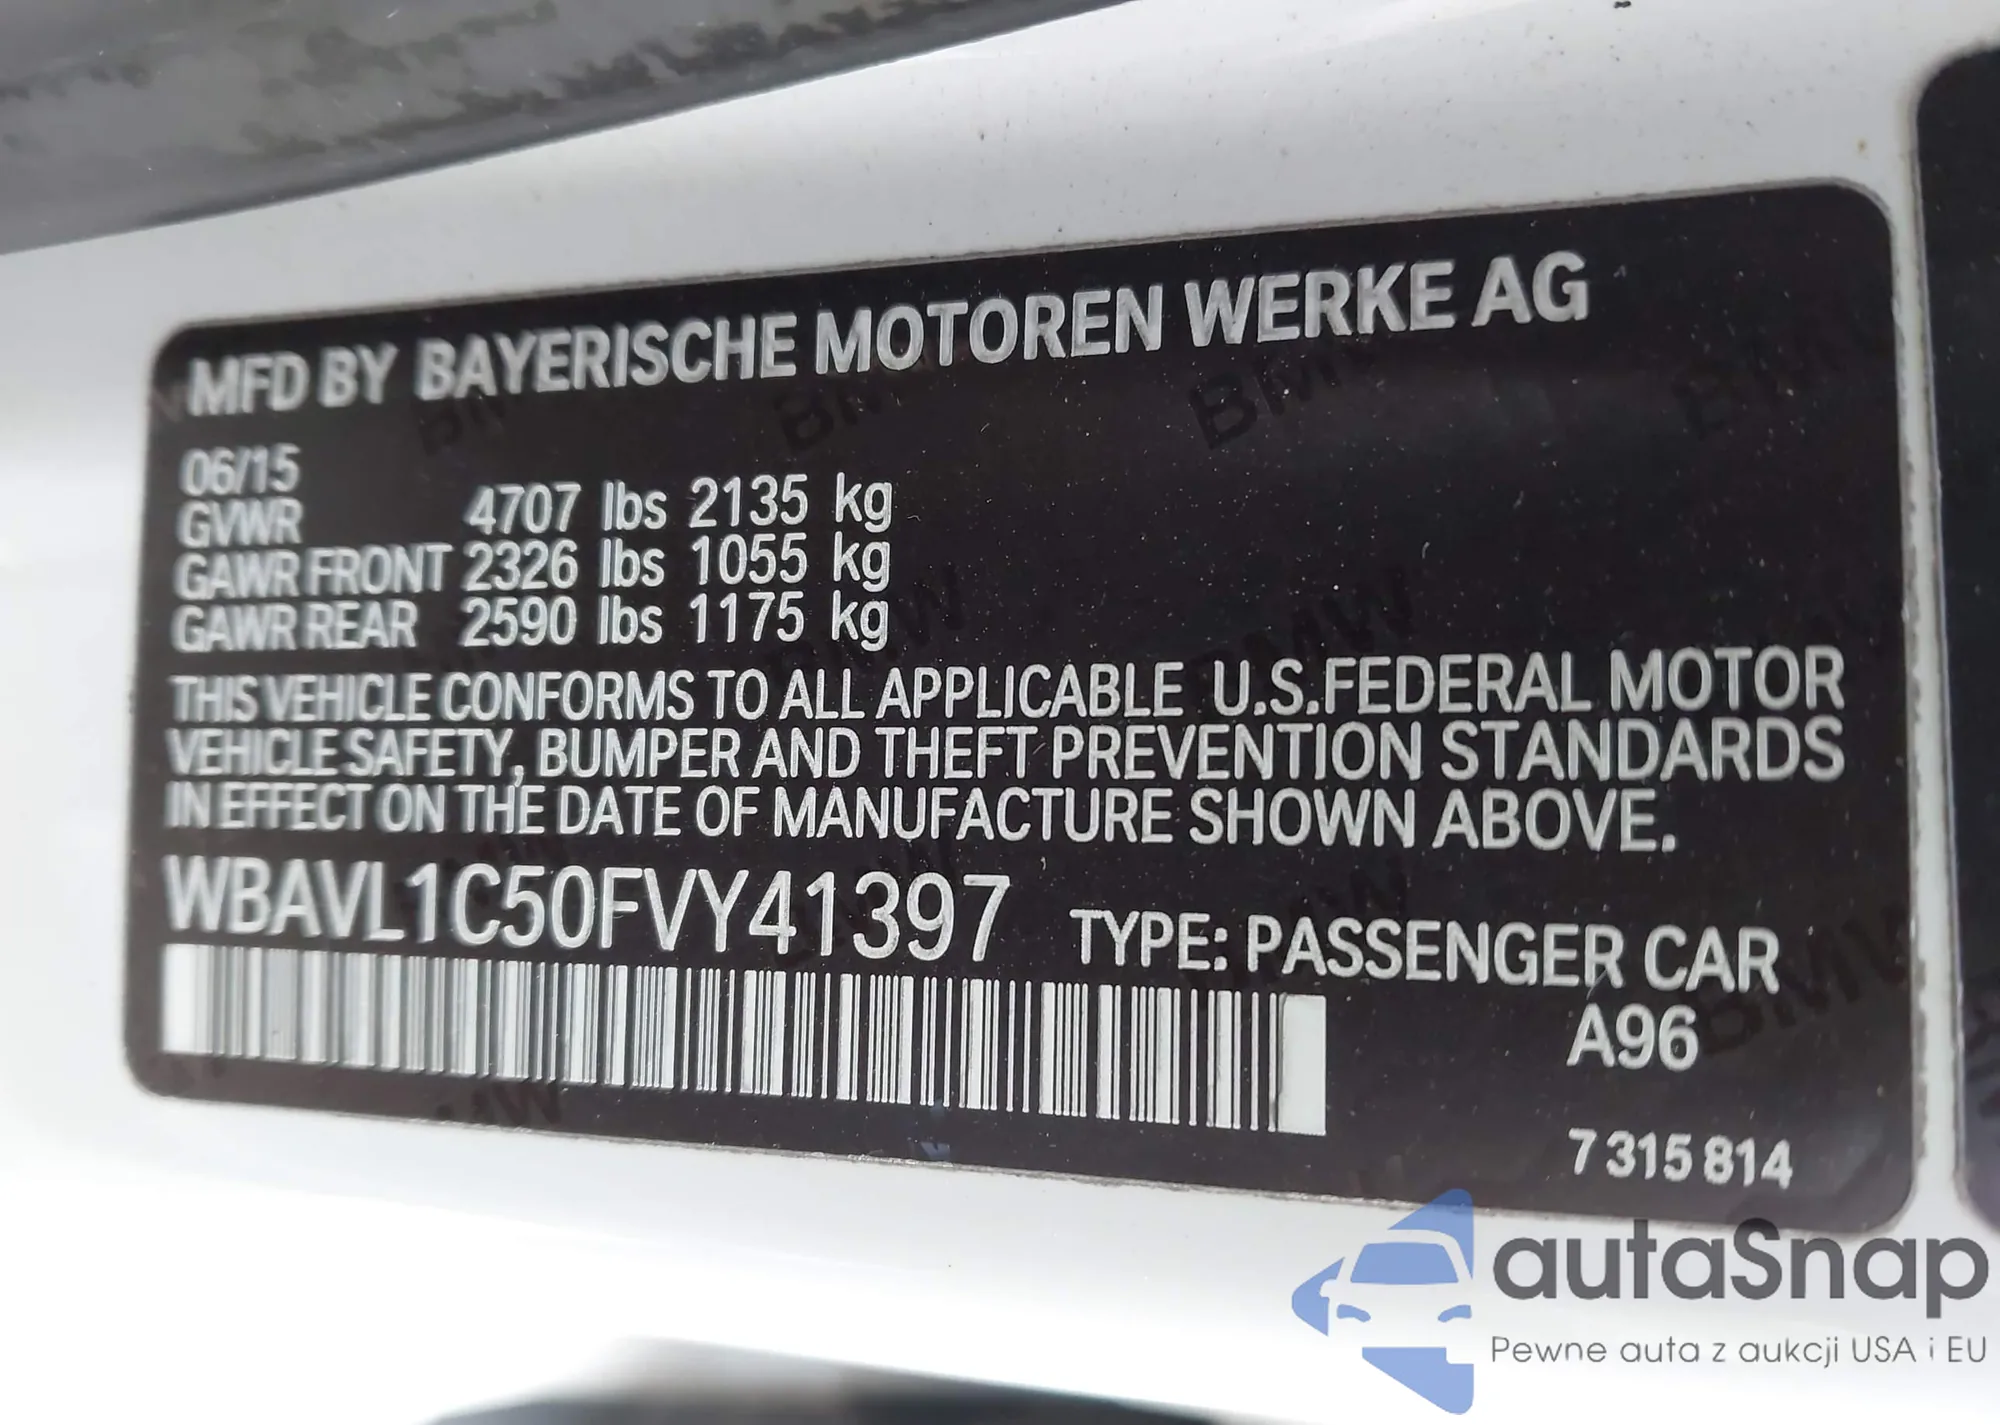 MFD BY BAYERISCHE MOTOREN WERKE AG
06/15
GVWR 4707 lbs 2135 kg
GAWR FRONT 2326 lbs 1055 kg
GAWR REAR 2590 lbs 1175 kg
THIS VEHICLE CONFORMS TO ALL APPLICABLE U.S.FEDERAL MOTOR
VEHICLE SAFETY, BUMPER AND THEFT PREVENTION STANDARDS
IN EFFECT ON THE DATE OF MANUFACTURE SHOWN ABOVE.
WBAVL1C50FVY41397 TYPE: PASSENGER CAR
A96
7315814
autaSnap
Pewne auta z aukcji USA i EU